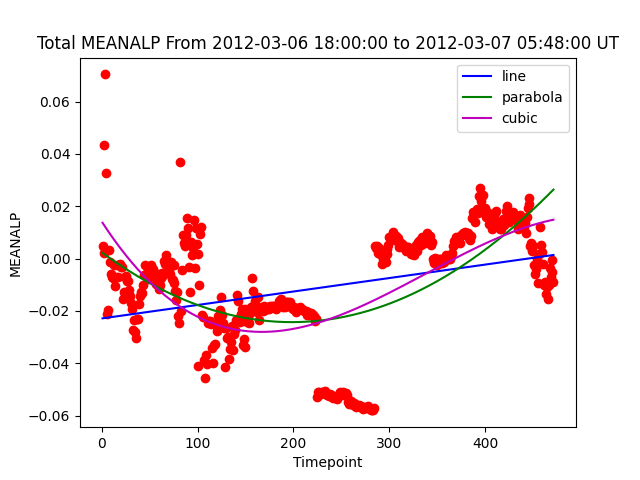 Total MEANALP From 2012-03-06 18:00:00 to 2012-03-07 05:48:00 UT
line
parabola
cubic
0.06
0.04
0.02
0.00
−0.02
−0.04
−0.06
MEANALP
0
100
200
300
400
Timepoint